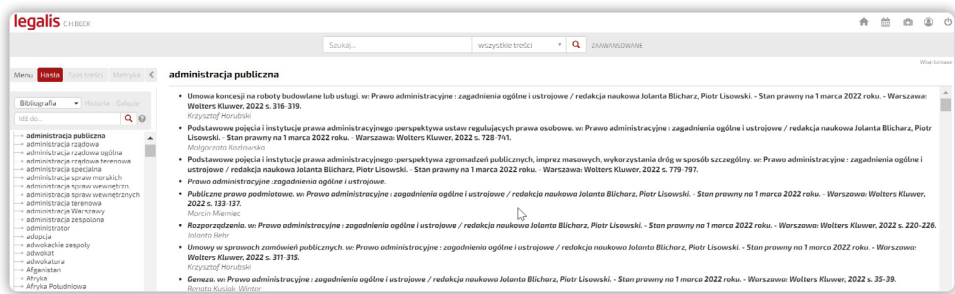 legalis C.H.BECK
Szukaj...
wszystkie treści
ZAAWANSOWANE
Menu Hasła Spis treści Metryka
administracja publiczna
Bibliografia
Historia Gałęzie
idź do...
administracja publiczna
administracja rządowa
administracja rządowa ogólna
administracja rządowa terenowa
administracja specjalna
administracja spraw morskich
administracja spraw wewnętrzn.
administracja spraw wewnętrznych
administracja terenowa
administracja Warszawy
administracja zespolona
administrator
adopcja
adwokackie zespoły
adwokat
adwokatura
Afganistan
Afryka
Afryka Południowa
Umowa koncesji na roboty budowlane lub usługi. w: Prawo administracyjne : zagadnienia ogólne i ustrojowe / redakcja naukowa Jolanta Blicharz, Piotr Lisowski. - Stan prawny na 1 marca 2022 roku. - Warszawa:
Wolters Kluwer, 2022 s. 316-319.
Krzysztof Horubski
Podstawowe pojęcia i instytucje prawa administracyjnego :perspektywa ustaw regulujących prawa osobowe. w: Prawo administracyjne : zagadnienia ogólne i ustrojowe / redakcja naukowa Jolanta Blicharz, Piotr
Lisowski. - Stan prawny na 1 marca 2022 roku. - Warszawa: Wolters Kluwer, 2022 s. 728-741.
Małgorzata Kozłowska
Podstawowe pojęcia i instytucje prawa administracyjnego :perspektywa zgromadzeń publicznych, imprez masowych, wykorzystania dróg w sposób szczególny. w: Prawo administracyjne : zagadnienia ogólne i
ustrojowe / redakcja naukowa Jolanta Blicharz, Piotr Lisowski. - Stan prawny na 1 marca 2022 roku. - Warszawa: Wolters Kluwer, 2022 s. 779-797.
Prawo administracyjne :zagadnienia ogólne i ustrojowe.
Publiczne prawo podmiotowe. w: Prawo administracyjne : zagadnienia ogólne i ustrojowe / redakcja naukowa Jolanta Blicharz, Piotr Lisowski. - Stan prawny na 1 marca 2022 roku. - Warszawa: Wolters Kluwer,
2022 s. 133-137.
Marcin Miemiec
Rozporządzenia. w: Prawo administracyjne : zagadnienia ogólne i ustrojowe / redakcja naukowa Jolanta Blicharz, Piotr Lisowski. - Stan prawny na 1 marca 2022 roku. - Warszawa: Wolters Kluwer, 2022 s. 220-226.
Jolanta Behr
Umowy w sprawach zamówień publicznych. w: Prawo administracyjne : zagadnienia ogólne i ustrojowe / redakcja naukowa Jolanta Blicharz, Piotr Lisowski. - Stan prawny na 1 marca 2022 roku. - Warszawa:
Wolters Kluwer, 2022 s. 311-315.
Krzysztof Horubski
Geneza. w: Prawo administracyjne : zagadnienia ogólne i ustrojowe / redakcja naukowa Jolanta Blicharz, Piotr Lisowski. - Stan prawny na 1 marca 2022 roku. - Warszawa: Wolters Kluwer, 2022 s. 35-39.
Renata Kusiak-Winter